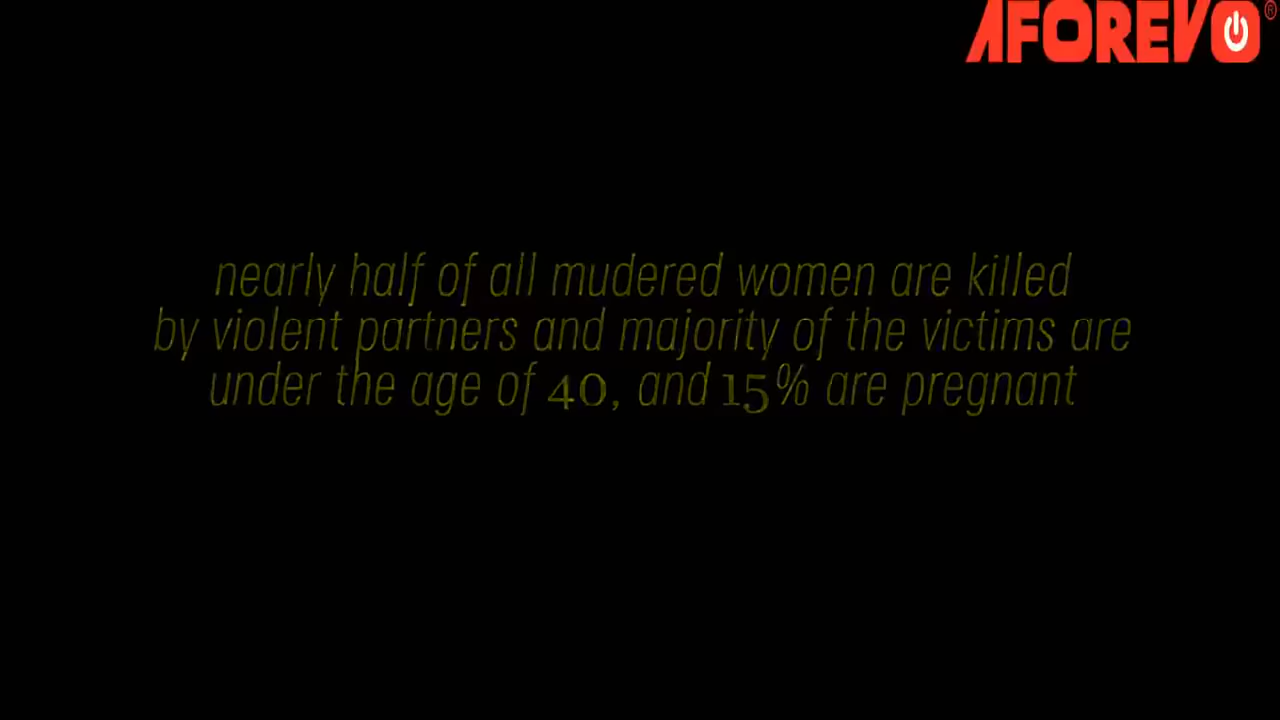 AFOREVO®
nearly half of all mudered women are killed
by violent partners and majority of the victims are
under the age of 40, and 15% are pregnant